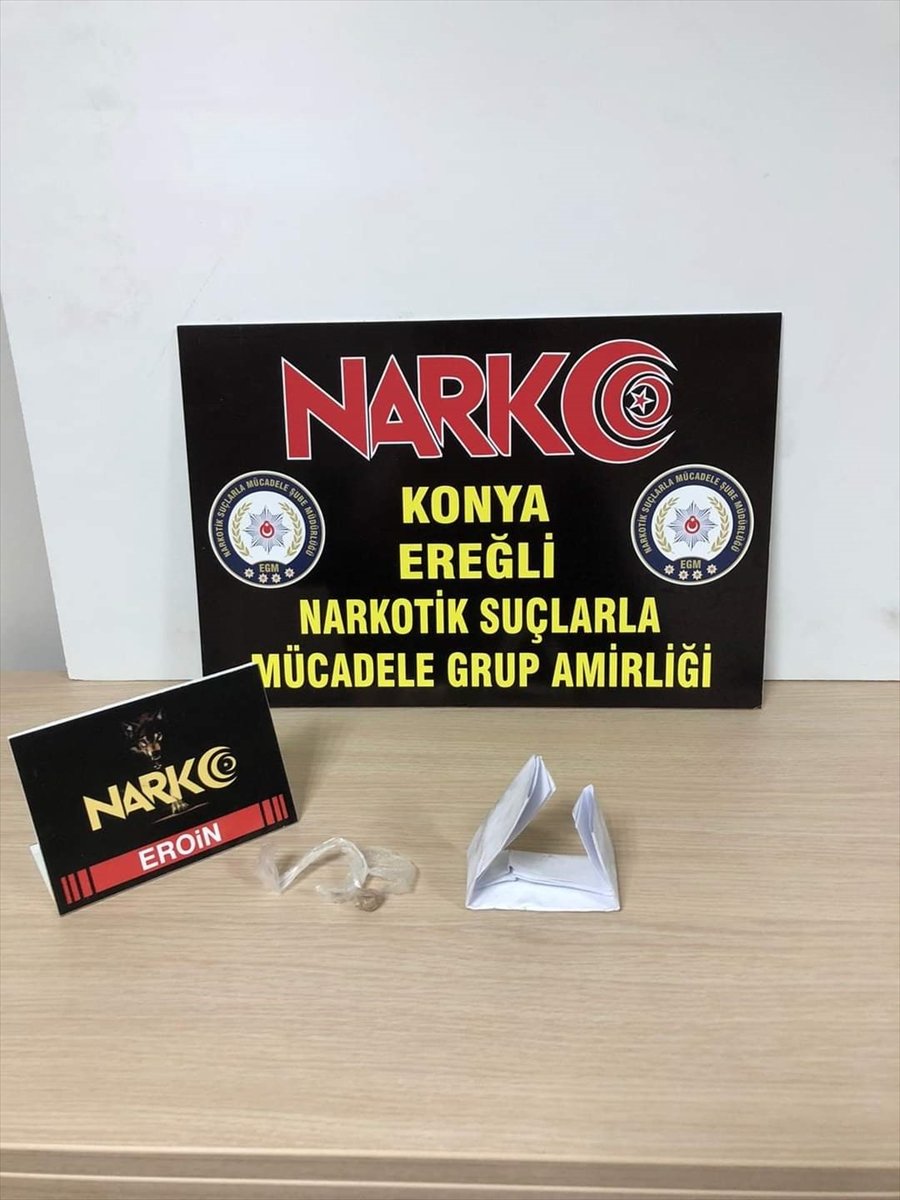 NARKO
KONYA
EREĞLİ
NARKOTİK SUÇLARLA
MÜCADELE GRUP AMİRLİĞİ
NARKOTİK SUÇLARLA MÜCADELE ŞUBE MÜDÜRLÜĞÜ
EGM
NARKOTİK SUÇLARLA MÜCADELE ŞUBE MÜDÜRLÜĞÜ
EGM
NARKO
EROiN